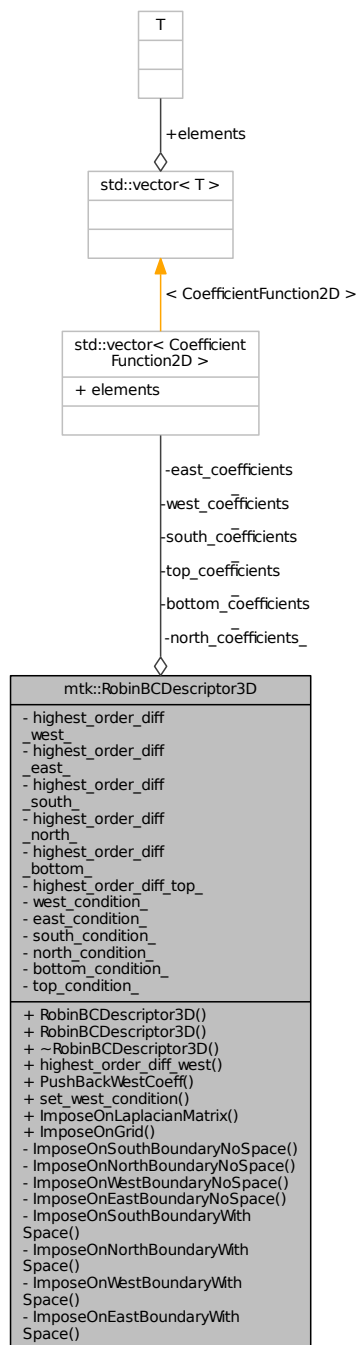 T
+elements
std::vector< T >
< CoefficientFunction2D >
std::vector< Coefficient
Function2D >
+ elements
-east_coefficients
_
-west_coefficients
_
-south_coefficients
_
-top_coefficients
_
-bottom_coefficients
_
-north_coefficients_
mtk::RobinBCDescriptor3D
- highest_order_diff
_west_
- highest_order_diff
_east_
- highest_order_diff
_south_
- highest_order_diff
_north_
- highest_order_diff
_bottom_
- highest_order_diff_top_
- west_condition_
- east_condition_
- south_condition_
- north_condition_
- bottom_condition_
- top_condition_
+ RobinBCDescriptor3D()
+ RobinBCDescriptor3D()
+ ~RobinBCDescriptor3D()
+ highest_order_diff_west()
+ PushBackWestCoeff()
+ set_west_condition()
+ ImposeOnLaplacianMatrix()
+ ImposeOnGrid()
- ImposeOnSouthBoundaryNoSpace()
- ImposeOnNorthBoundaryNoSpace()
- ImposeOnWestBoundaryNoSpace()
- ImposeOnEastBoundaryNoSpace()
- ImposeOnSouthBoundaryWith
Space()
- ImposeOnNorthBoundaryWith
Space()
- ImposeOnWestBoundaryWith
Space()
- ImposeOnEastBoundaryWith
Space()